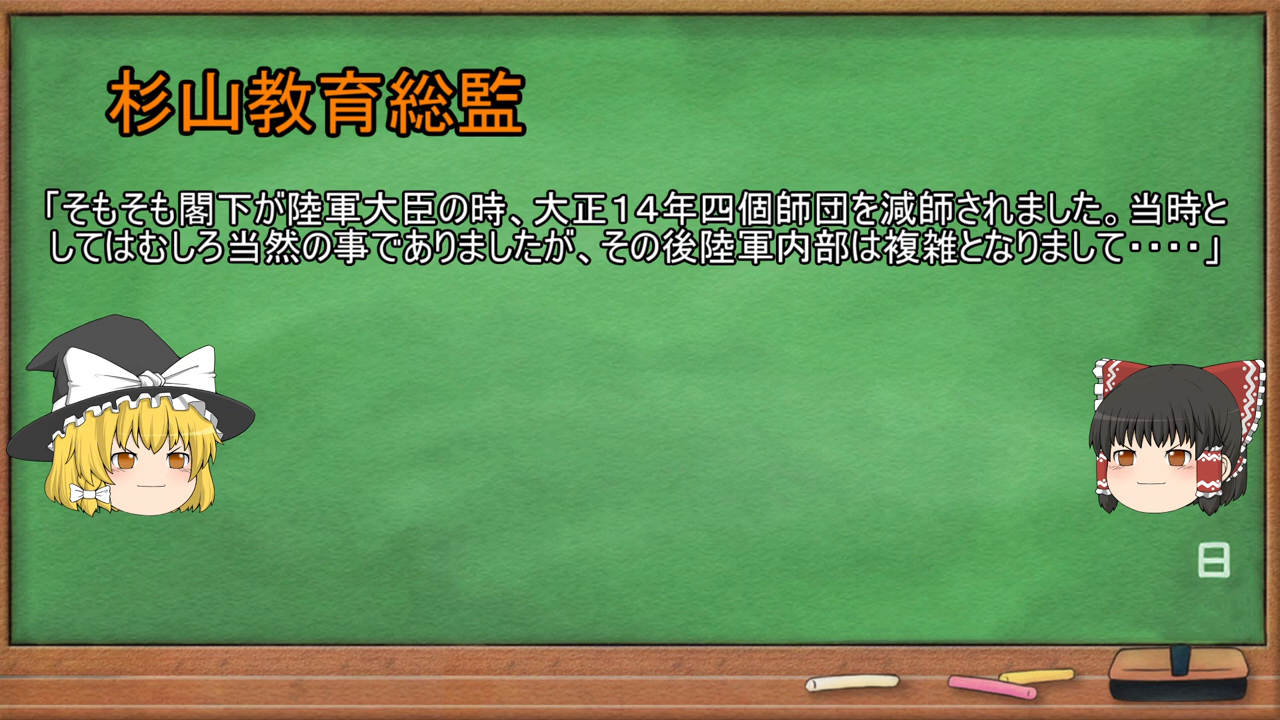 杉山教育総監
「そもそも閣下が陸軍大臣の時、大正１４年四個師団を減師されました。当時と
してはむしろ当然の事でありましたが、その後陸軍内部は複雑となりまして・・・・」
日